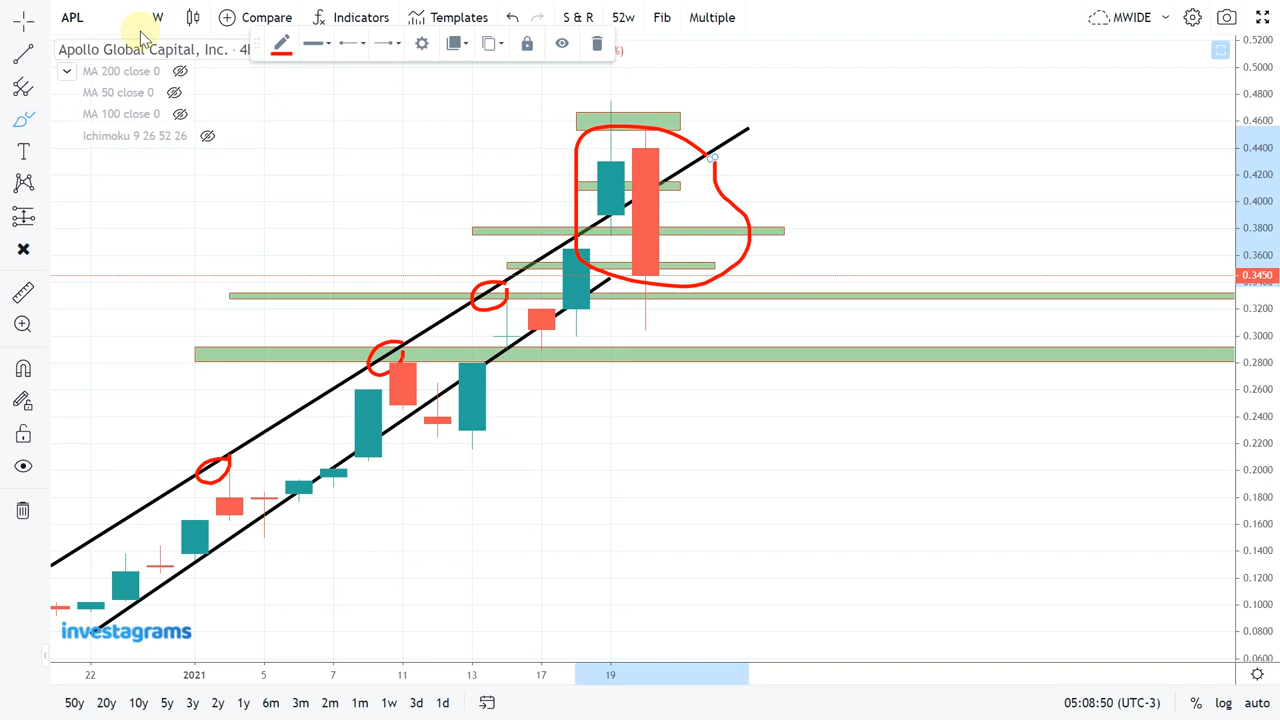 APL W Compare Indicators Templates S & R 52w Fib Multiple MWIDE
Apollo Global Capital, Inc. · 4 %)
MA 200 close 0
MA 50 close 0
MA 100 close 0
Ichimoku 9 26 52 26
0.5200
0.5000
0.4800
0.4600
0.4400
0.4200
0.4000
0.3800
0.3600
0.3450
0.3200
0.3000
0.2800
0.2600
0.2400
0.2200
0.2000
0.1800
0.1600
0.1400
0.1200
0.1000
0.0800
0.0600
investagrams
22 2021 5 7 11 13 17 19
50y 20y 10y 5y 3y 2y 1y 6m 3m 2m 1m 1w 3d 1d 05:08:50 (UTC-3) % log auto